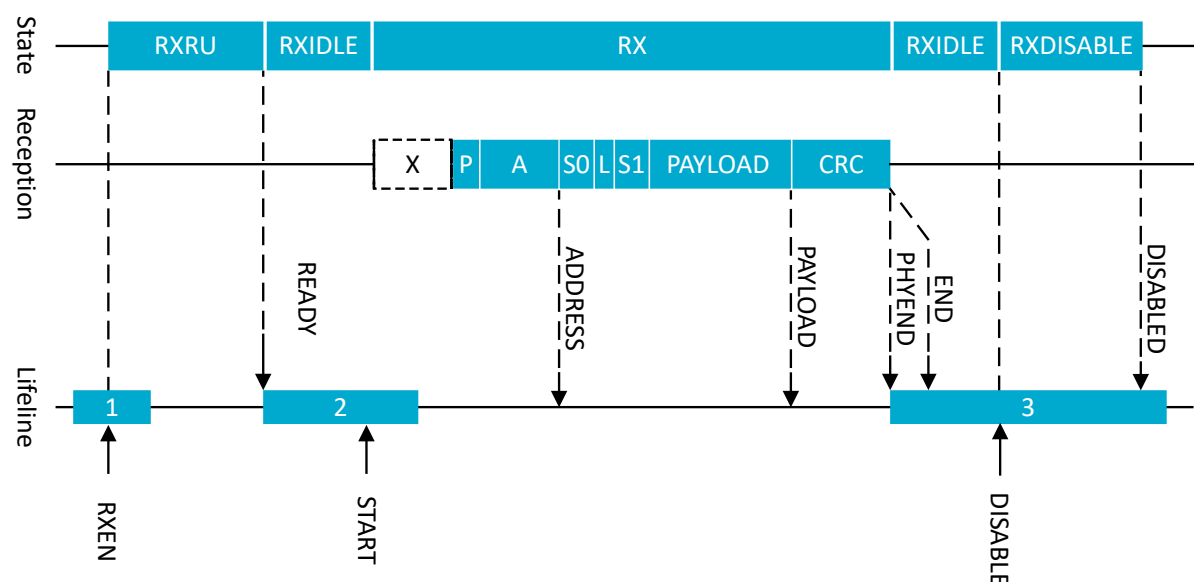 State
RXRU
RXIDLE
RX
RXIDLE
RXDISABLE
Reception
X
P
A
S0
L
S1
PAYLOAD
CRC
READY
ADDRESS
PAYLOAD
PHYEND
END
DISABLED
Lifeline
1
2
3
RXEN
START
DISABLE